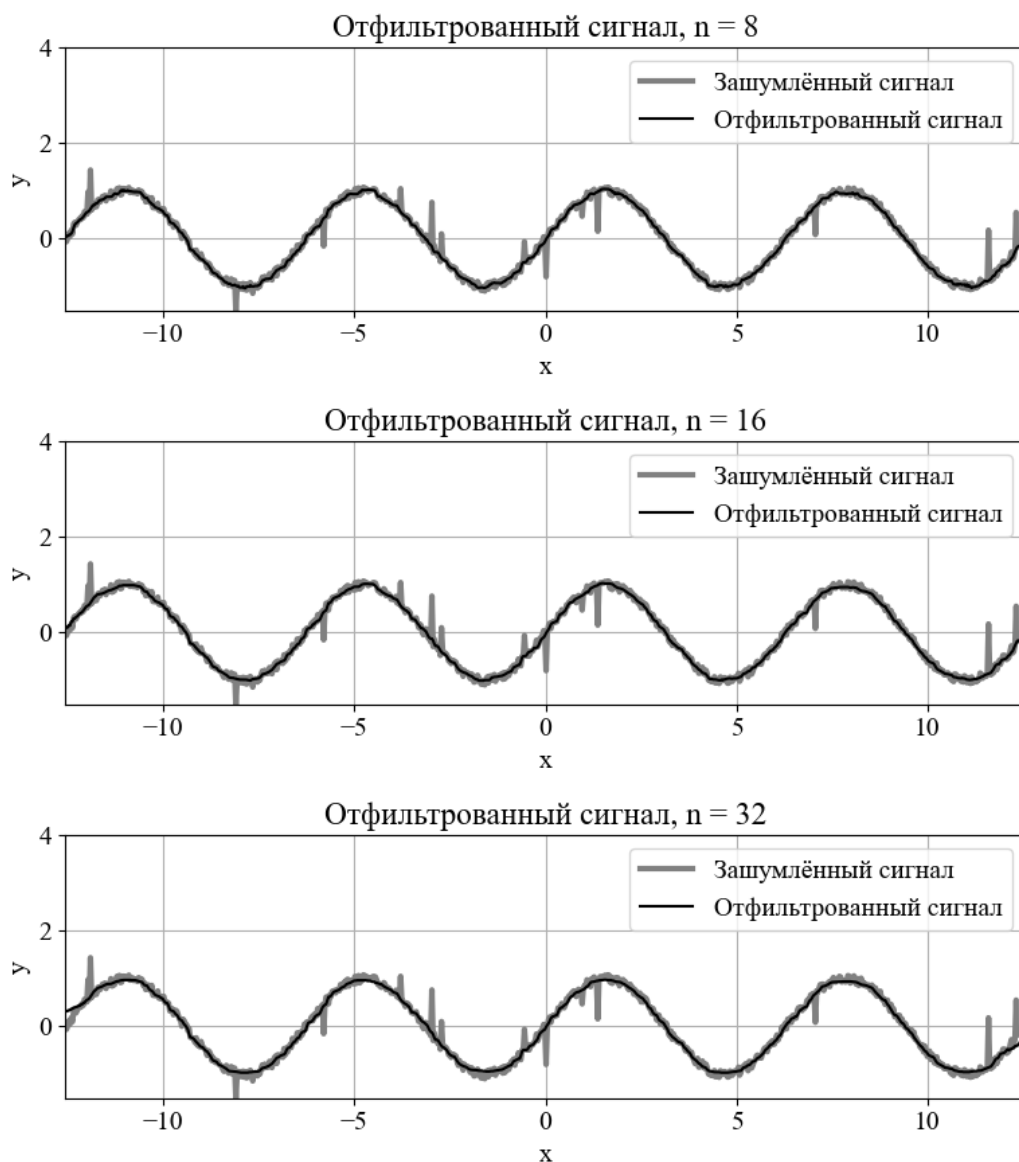 Отфильтрованный сигнал, n = 8
4
Зашумлённый сигнал
Отфильтрованный сигнал
2
y
0
−10 −5 0 5 10
x
Отфильтрованный сигнал, n = 16
4
Зашумлённый сигнал
Отфильтрованный сигнал
2
y
0
−10 −5 0 5 10
x
Отфильтрованный сигнал, n = 32
4
Зашумлённый сигнал
Отфильтрованный сигнал
2
y
0
−10 −5 0 5 10
x